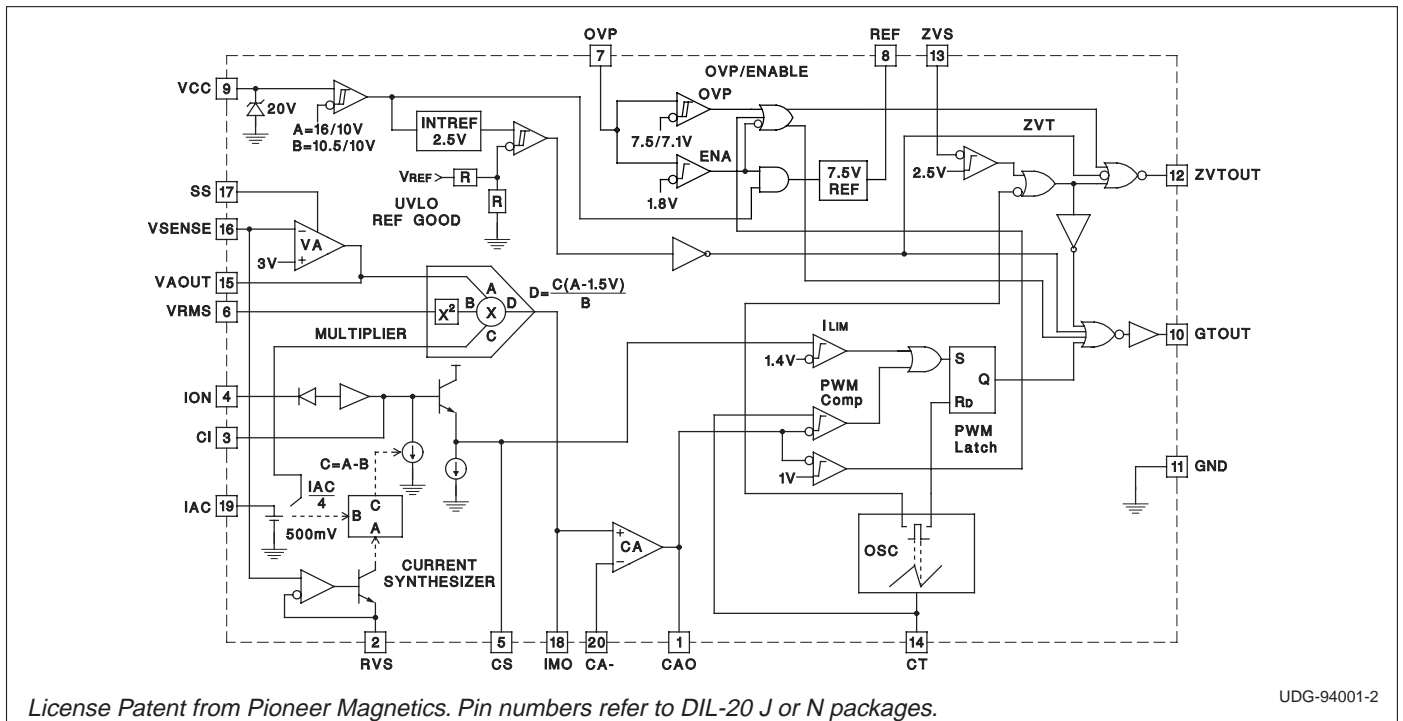 OVP
7
REF
8
ZVS
13
VCC
9
20V
A=16/10V
B=10.5/10V
INTREF
2.5V
OVP/ENABLE
OVP
7.5/7.1V
ENA
1.8V
7.5V
REF
ZVT
2.5V
12
ZVTOUT
VREF
R
R
UVLO
REF GOOD
SS
17
VSENSE
16
VA
3V
VAOUT
15
VRMS
6
X²
B
A
X
D
C
D=C(A-1.5V)/B
MULTIPLIER
ILIM
1.4V
S
Q
RD
PWM
Comp
PWM
Latch
10
GTOUT
ION
4
CI
3
1V
11
GND
C=A-B
IAC
19
IAC/4
500mV
B
C
A
CURRENT
SYNTHESIZER
CA
OSC
2
RVS
5
CS
18
IMO
20
CA-
1
CAO
14
CT
License Patent from Pioneer Magnetics. Pin numbers refer to DIL-20 J or N packages.
UDG-94001-2